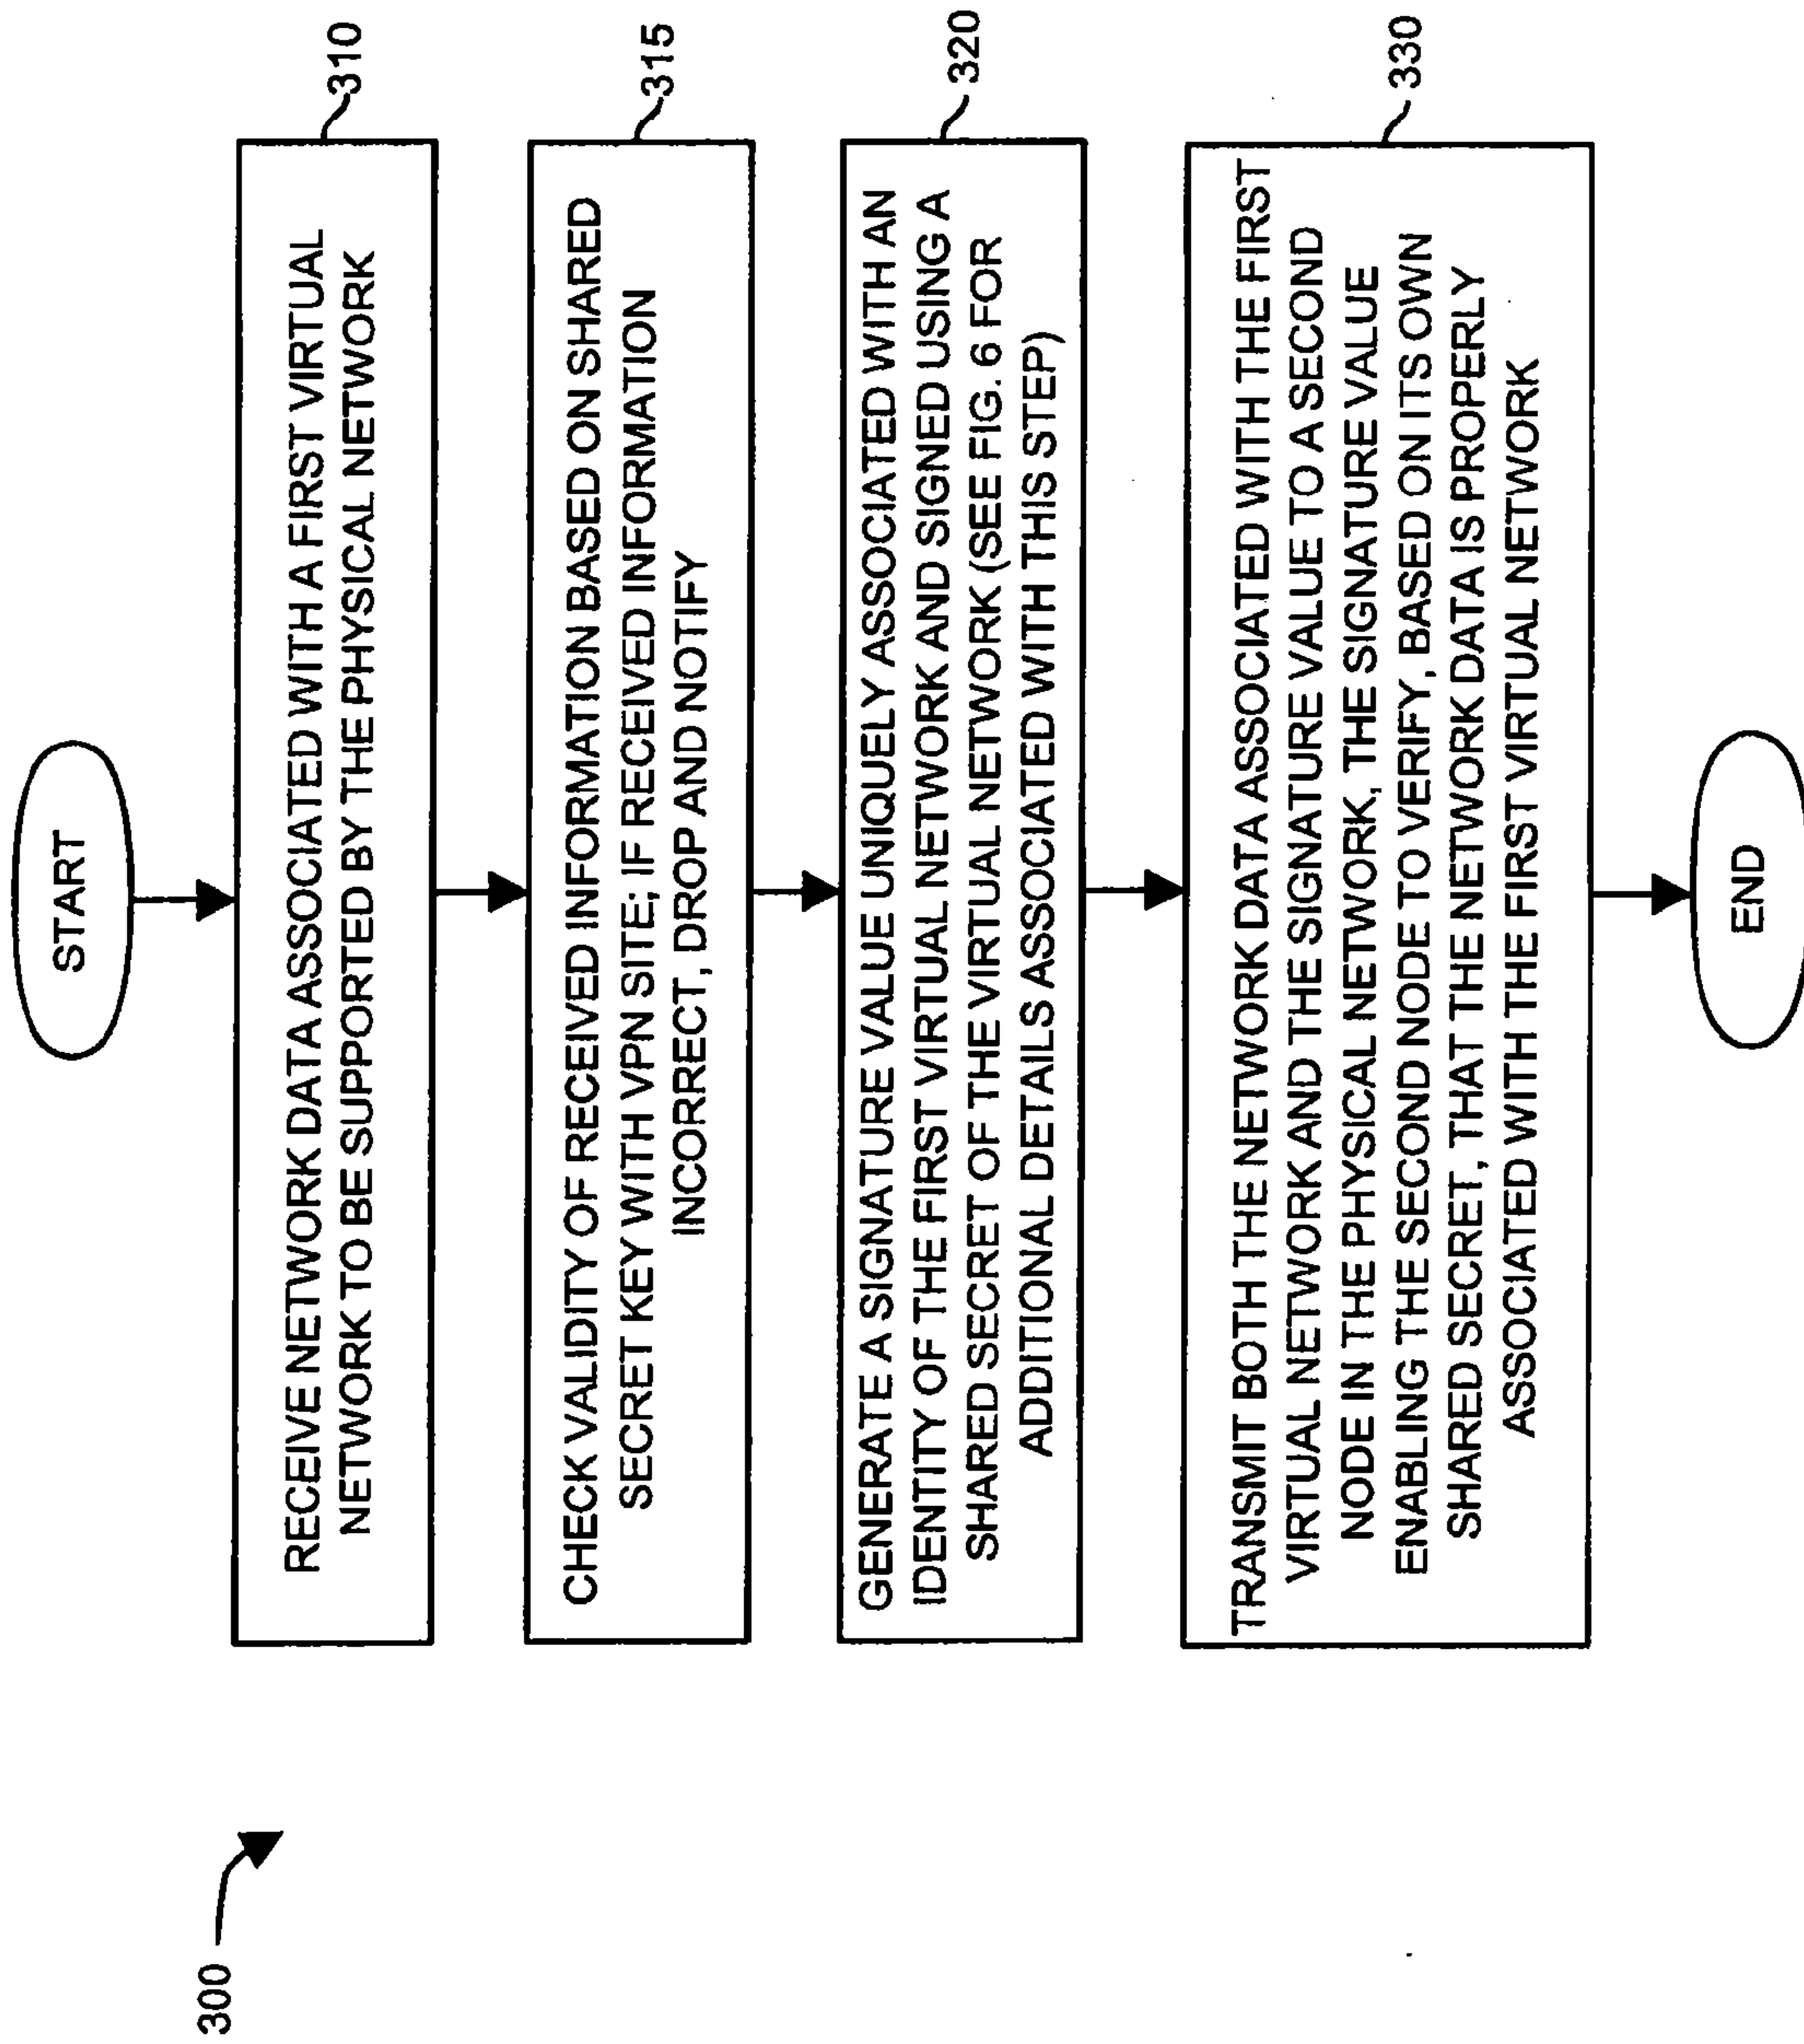 300
START
RECEIVE NETWORK DATA ASSOCIATED WITH A FIRST VIRTUAL
NETWORK TO BE SUPPORTED BY THE PHYSICAL NETWORK
310
CHECK VALIDITY OF RECEIVED INFORMATION BASED ON SHARED
SECRET KEY WITH VPN SITE; IF RECEIVED INFORMATION
INCORRECT, DROP AND NOTIFY
315
GENERATE A SIGNATURE VALUE UNIQUELY ASSOCIATED WITH AN
IDENTITY OF THE FIRST VIRTUAL NETWORK AND SIGNED USING A
SHARED SECRET OF THE VIRTUAL NETWORK (SEE FIG. 6 FOR
ADDITIONAL DETAILS ASSOCIATED WITH THIS STEP)
320
TRANSMIT BOTH THE NETWORK DATA ASSOCIATED WITH THE FIRST
VIRTUAL NETWORK AND THE SIGNATURE VALUE TO A SECOND
NODE IN THE PHYSICAL NETWORK, THE SIGNATURE VALUE
ENABLING THE SECOND NODE TO VERIFY, BASED ON ITS OWN
SHARED SECRET, THAT THE NETWORK DATA IS PROPERLY
ASSOCIATED WITH THE FIRST VIRTUAL NETWORK
330
END